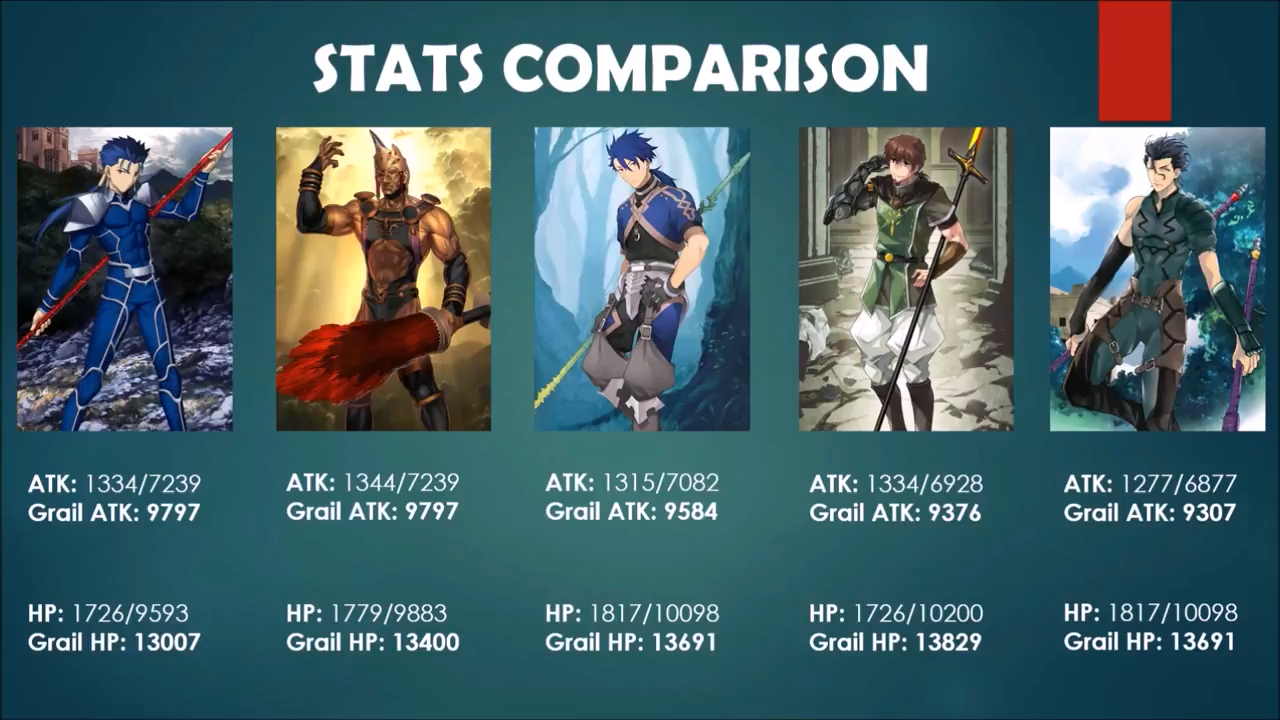 STATS COMPARISON
ATK: 1334/7239
Grail ATK: 9797
HP: 1726/9593
Grail HP: 13007
ATK: 1344/7239
Grail ATK: 9797
HP: 1779/9883
Grail HP: 13400
ATK: 1315/7082
Grail ATK: 9584
HP: 1817/10098
Grail HP: 13691
ATK: 1334/6928
Grail ATK: 9376
HP: 1726/10200
Grail HP: 13829
ATK: 1277/6877
Grail ATK: 9307
HP: 1817/10098
Grail HP: 13691